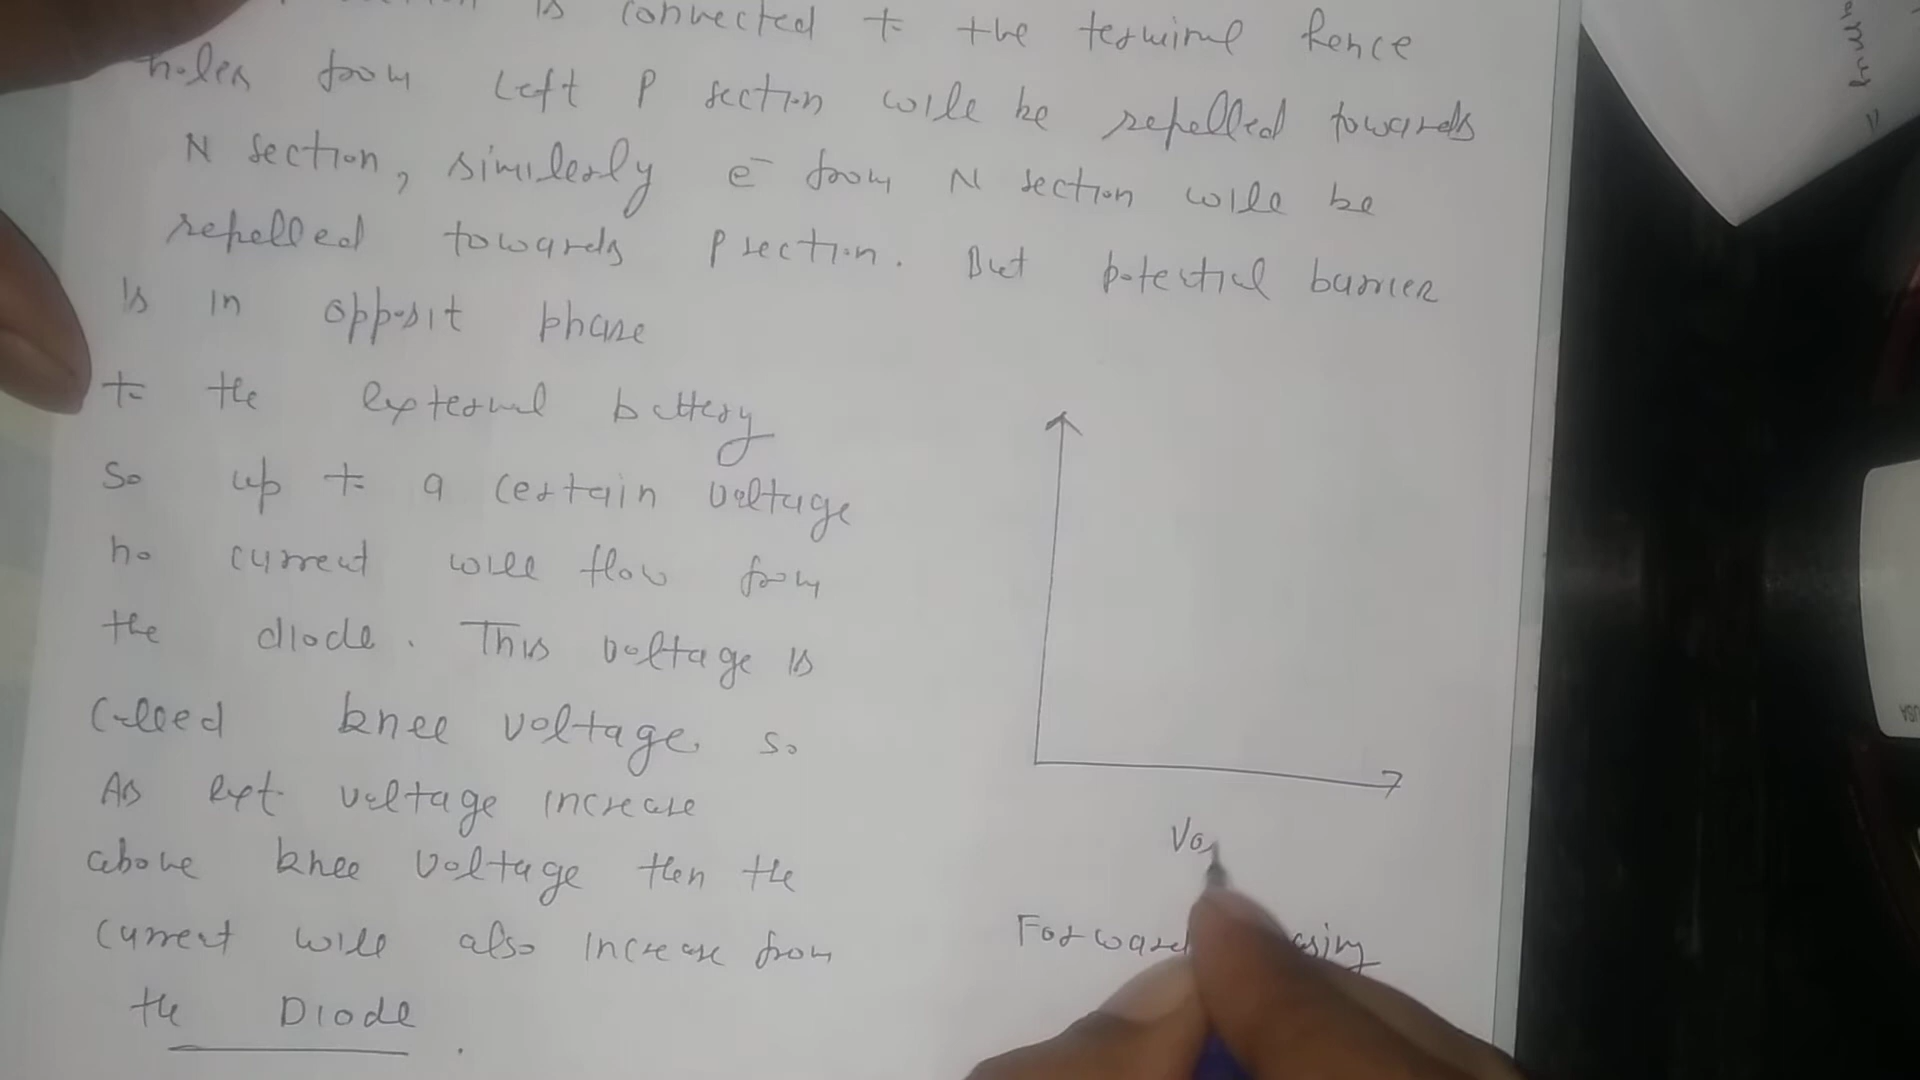 is connected to the terminal hence
holes from left P section will be repelled towards
N section, similerly e⁻ from N section will be
repelled towards P section. But potential barrier
is in opposit phase
to the external battery
so up to a certain voltage
no current will flow from
the diode. This voltage is
called knee voltage. so
As ext. voltage increase
above knee voltage then the
current will also increase from
the Diode.
Vo
Forward
USA